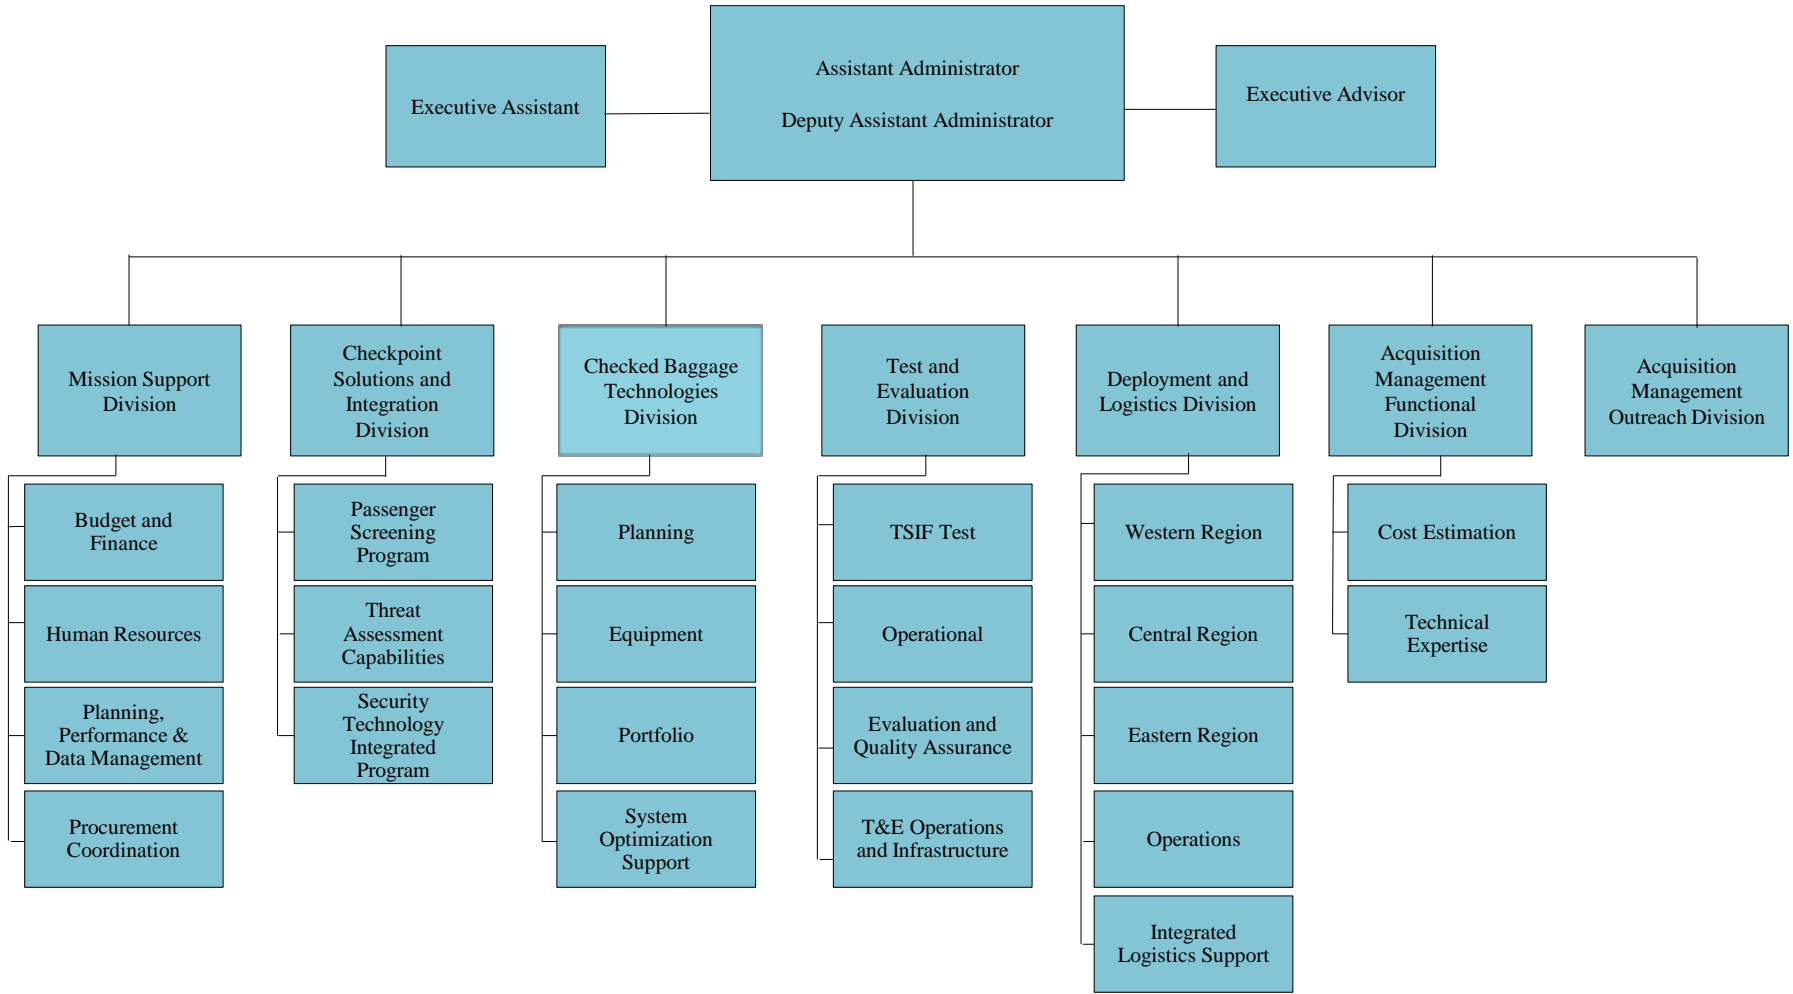 Assistant Administrator
Deputy Assistant Administrator
Executive Assistant
Executive Advisor
Mission Support
Division
Checkpoint
Solutions and
Integration
Division
Checked Baggage
Technologies
Division
Test and
Evaluation
Division
Deployment and
Logistics Division
Acquisition
Management
Functional
Division
Acquisition
Management
Outreach Division
Budget and
Finance
Human Resources
Planning,
Performance &
Data Management
Procurement
Coordination
Passenger
Screening
Program
Threat
Assessment
Capabilities
Security
Technology
Integrated
Program
Planning
Equipment
Portfolio
System
Optimization
Support
TSIF Test
Operational
Evaluation and
Quality Assurance
T&E Operations
and Infrastructure
Western Region
Central Region
Eastern Region
Operations
Integrated
Logistics Support
Cost Estimation
Technical
Expertise